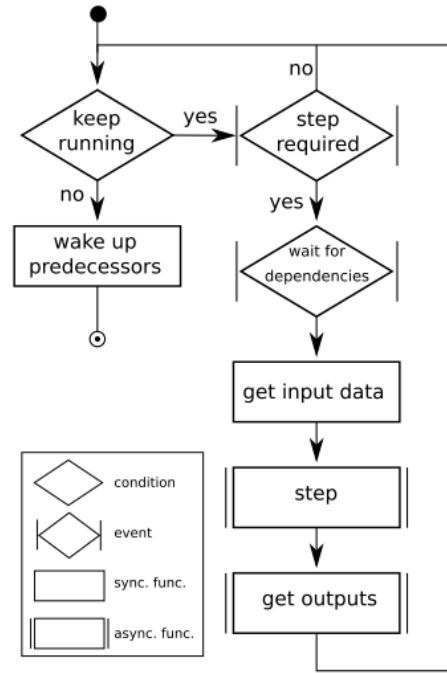 no
keep
running
yes
step
required
no
yes
wake up
predecessors
wait for
dependencies
get input data
step
get outputs
condition
event
sync. func.
async. func.